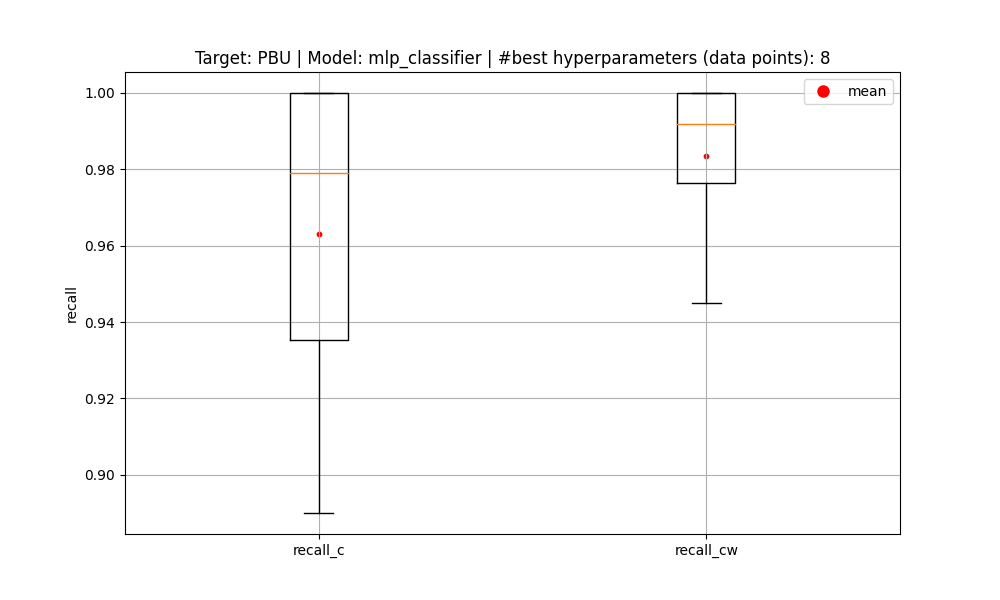 Target: PBU | Model: mlp_classifier | #best hyperparameters (data points): 8
mean
1.00
0.98
0.96
0.94
0.92
0.90
recall
recall_c
recall_cw